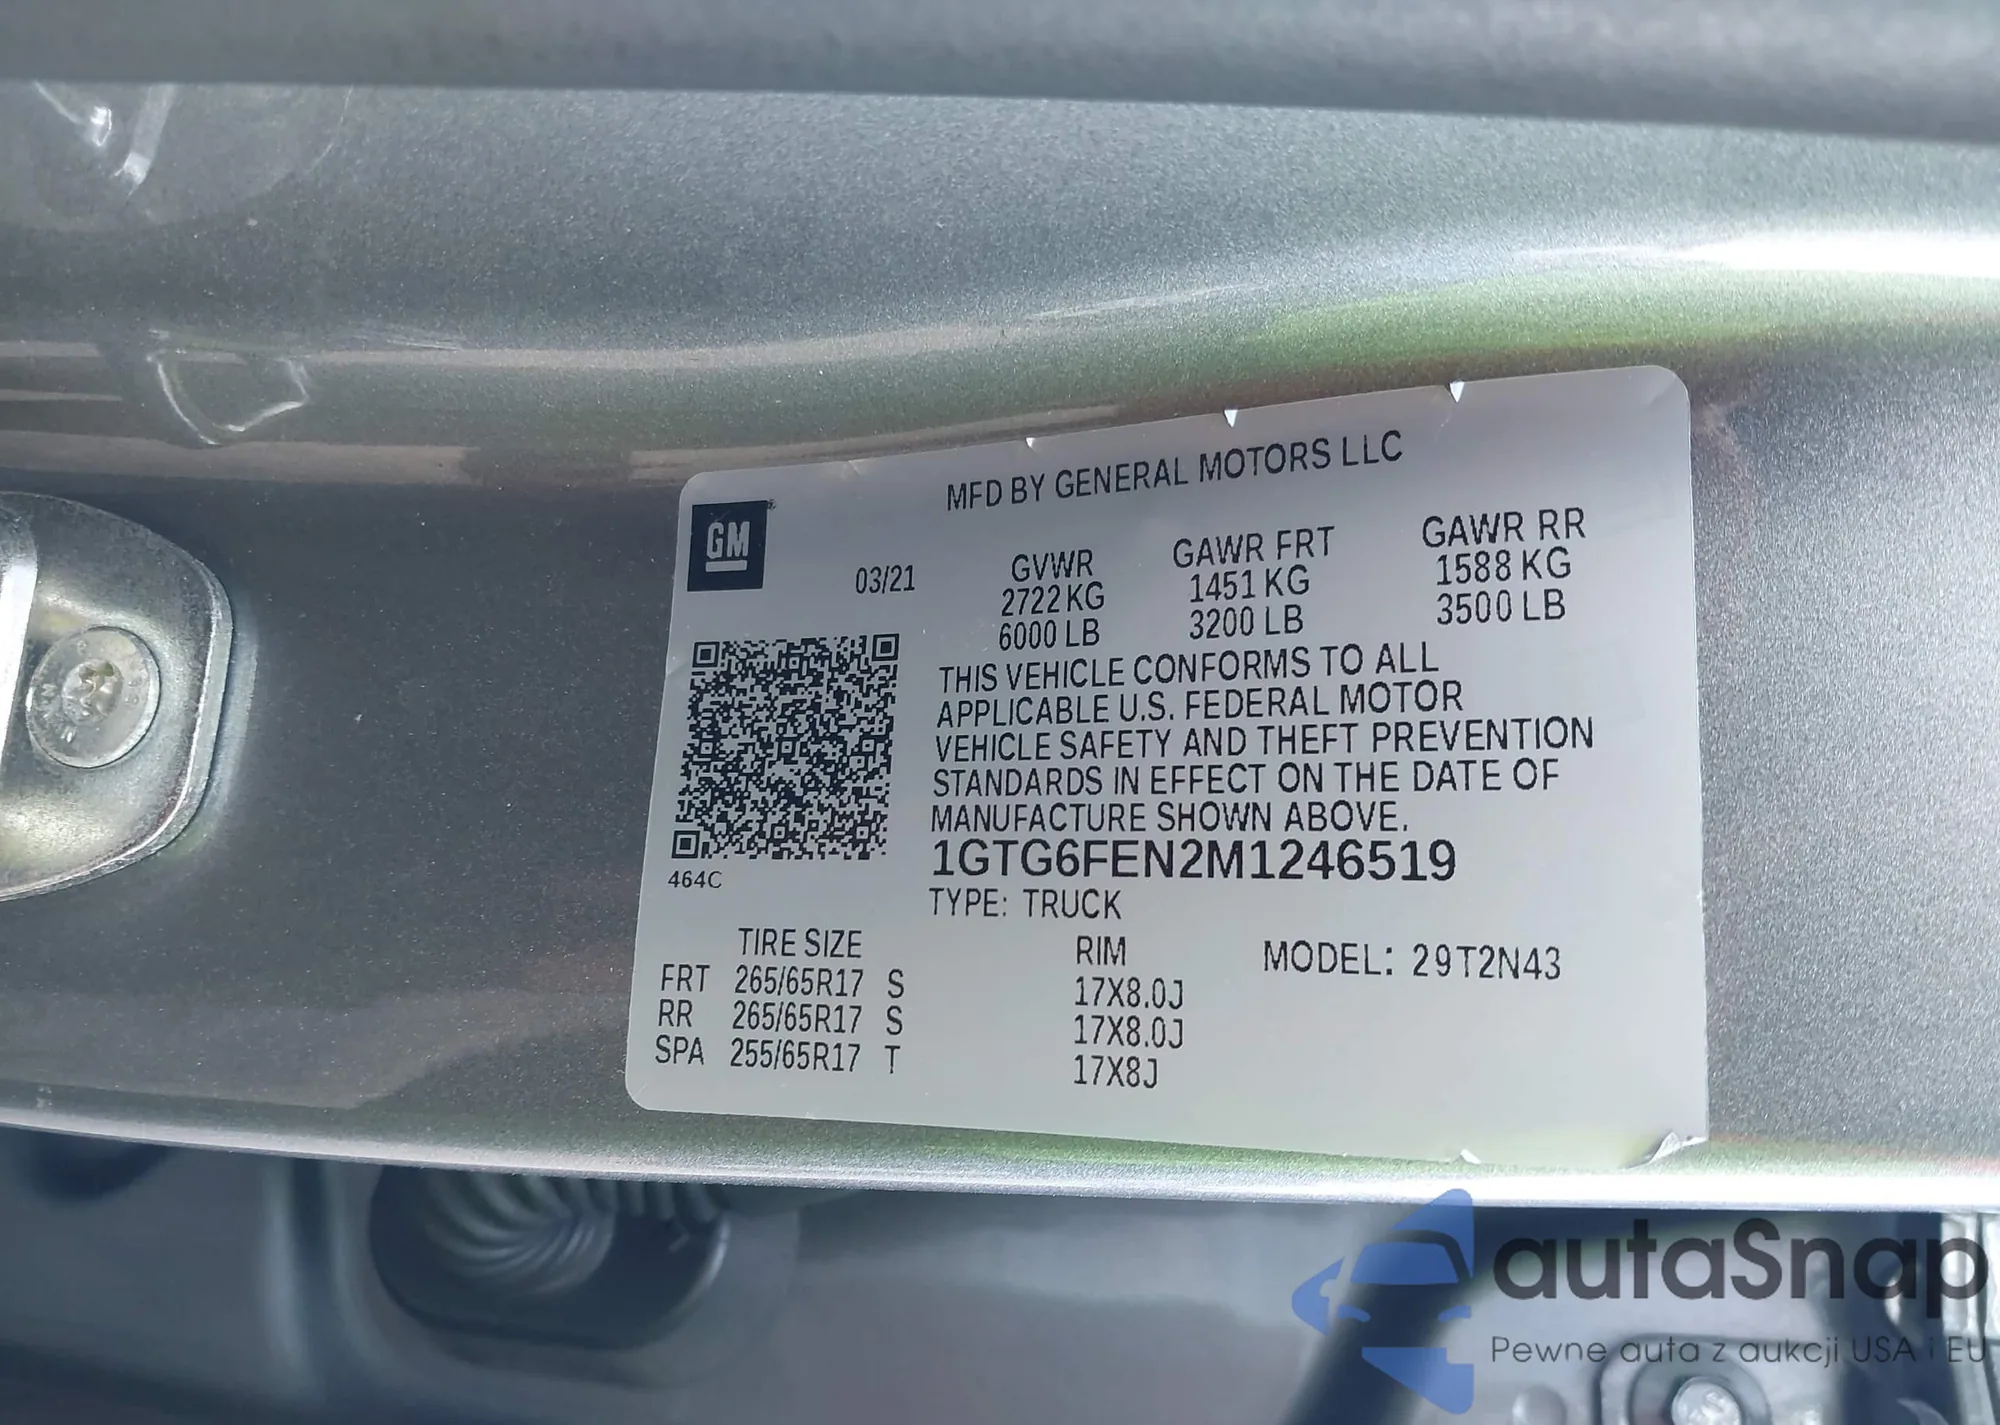 MFD BY GENERAL MOTORS LLC
GM
03/21
GVWR GAWR FRT GAWR RR
2722 KG 1451 KG 1588 KG
6000 LB 3200 LB 3500 LB
THIS VEHICLE CONFORMS TO ALL
APPLICABLE U.S. FEDERAL MOTOR
VEHICLE SAFETY AND THEFT PREVENTION
STANDARDS IN EFFECT ON THE DATE OF
MANUFACTURE SHOWN ABOVE.
1GTG6FEN2M1246519
464C
TYPE: TRUCK
TIRE SIZE RIM MODEL: 29T2N43
FRT 265/65R17 S 17X8.0J
RR 265/65R17 S 17X8.0J
SPA 255/65R17 T 17X8J
autaSnap
Pewne auta z aukcji USA i EU